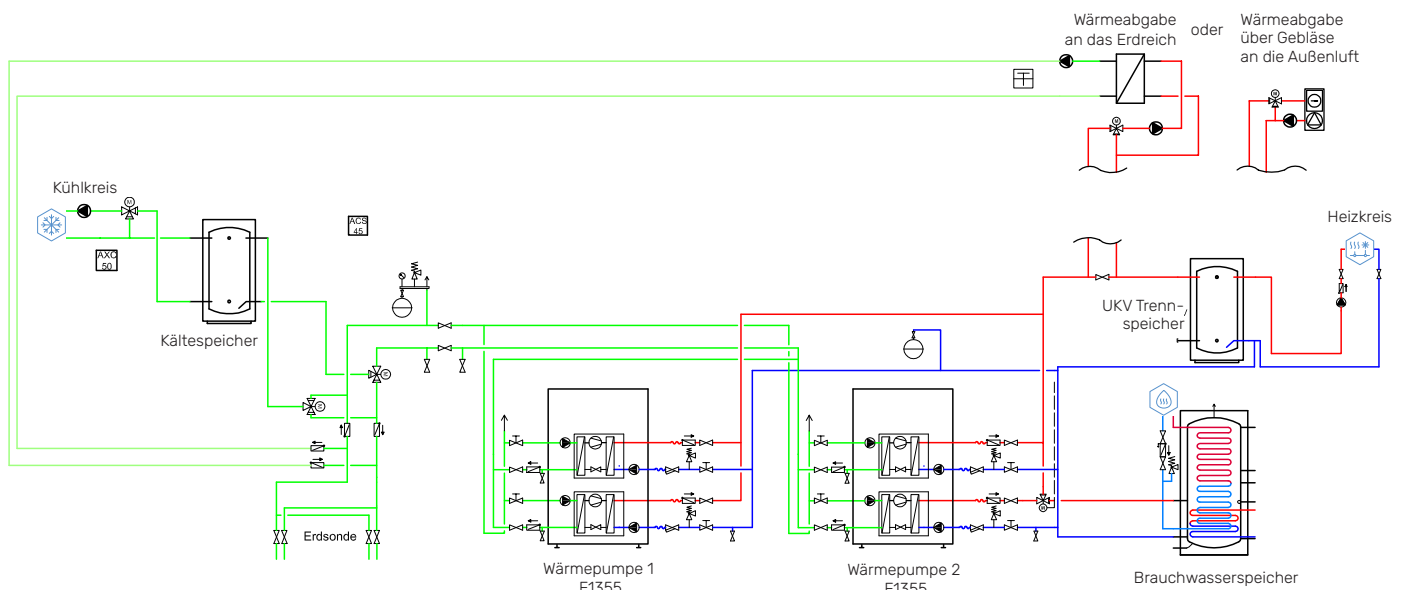 Wärmeabgabe
an das Erdreich
oder
Wärmeabgabe
über Gebläse
an die Außenluft
M
M
Kühlkreis
M
AXC
50
ACS
45
Kältespeicher
M
M
Heizkreis
UKV Trenn-
speicher
M
Erdsonde
Wärmepumpe 1
F1355
Wärmepumpe 2
F1355
Brauchwasserspeicher